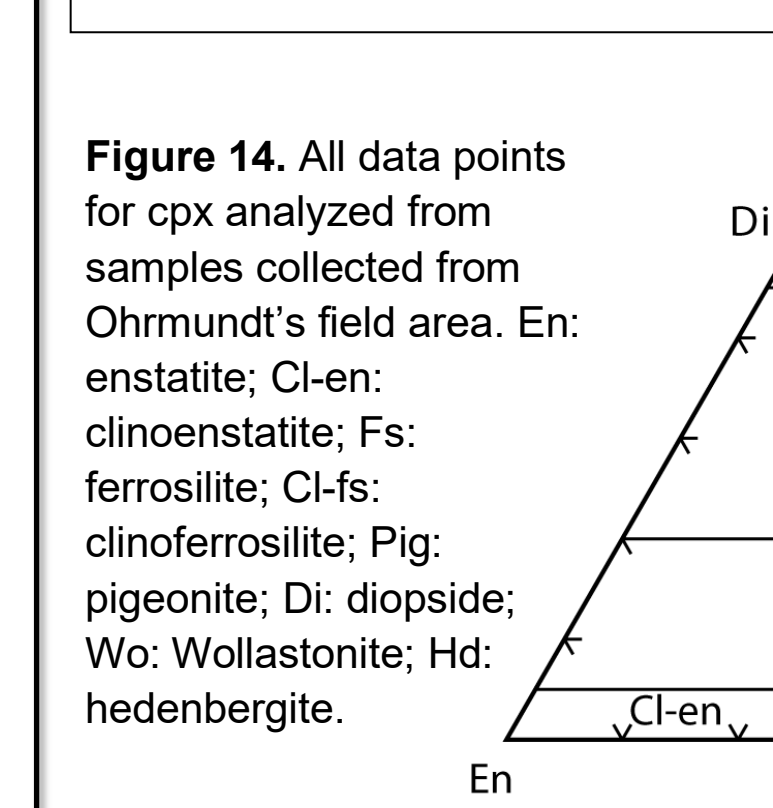 Figure 14. All data points
for cpx analyzed from
samples collected from
Ohrmundt’s field area. En:
enstatite; Cl-en:
clinoenstatite; Fs:
ferrosilite; Cl-fs:
clinoferrosilite; Pig:
pigeonite; Di: diopside;
Wo: Wollastonite; Hd:
hedenbergite.
Di
Cl-en
En